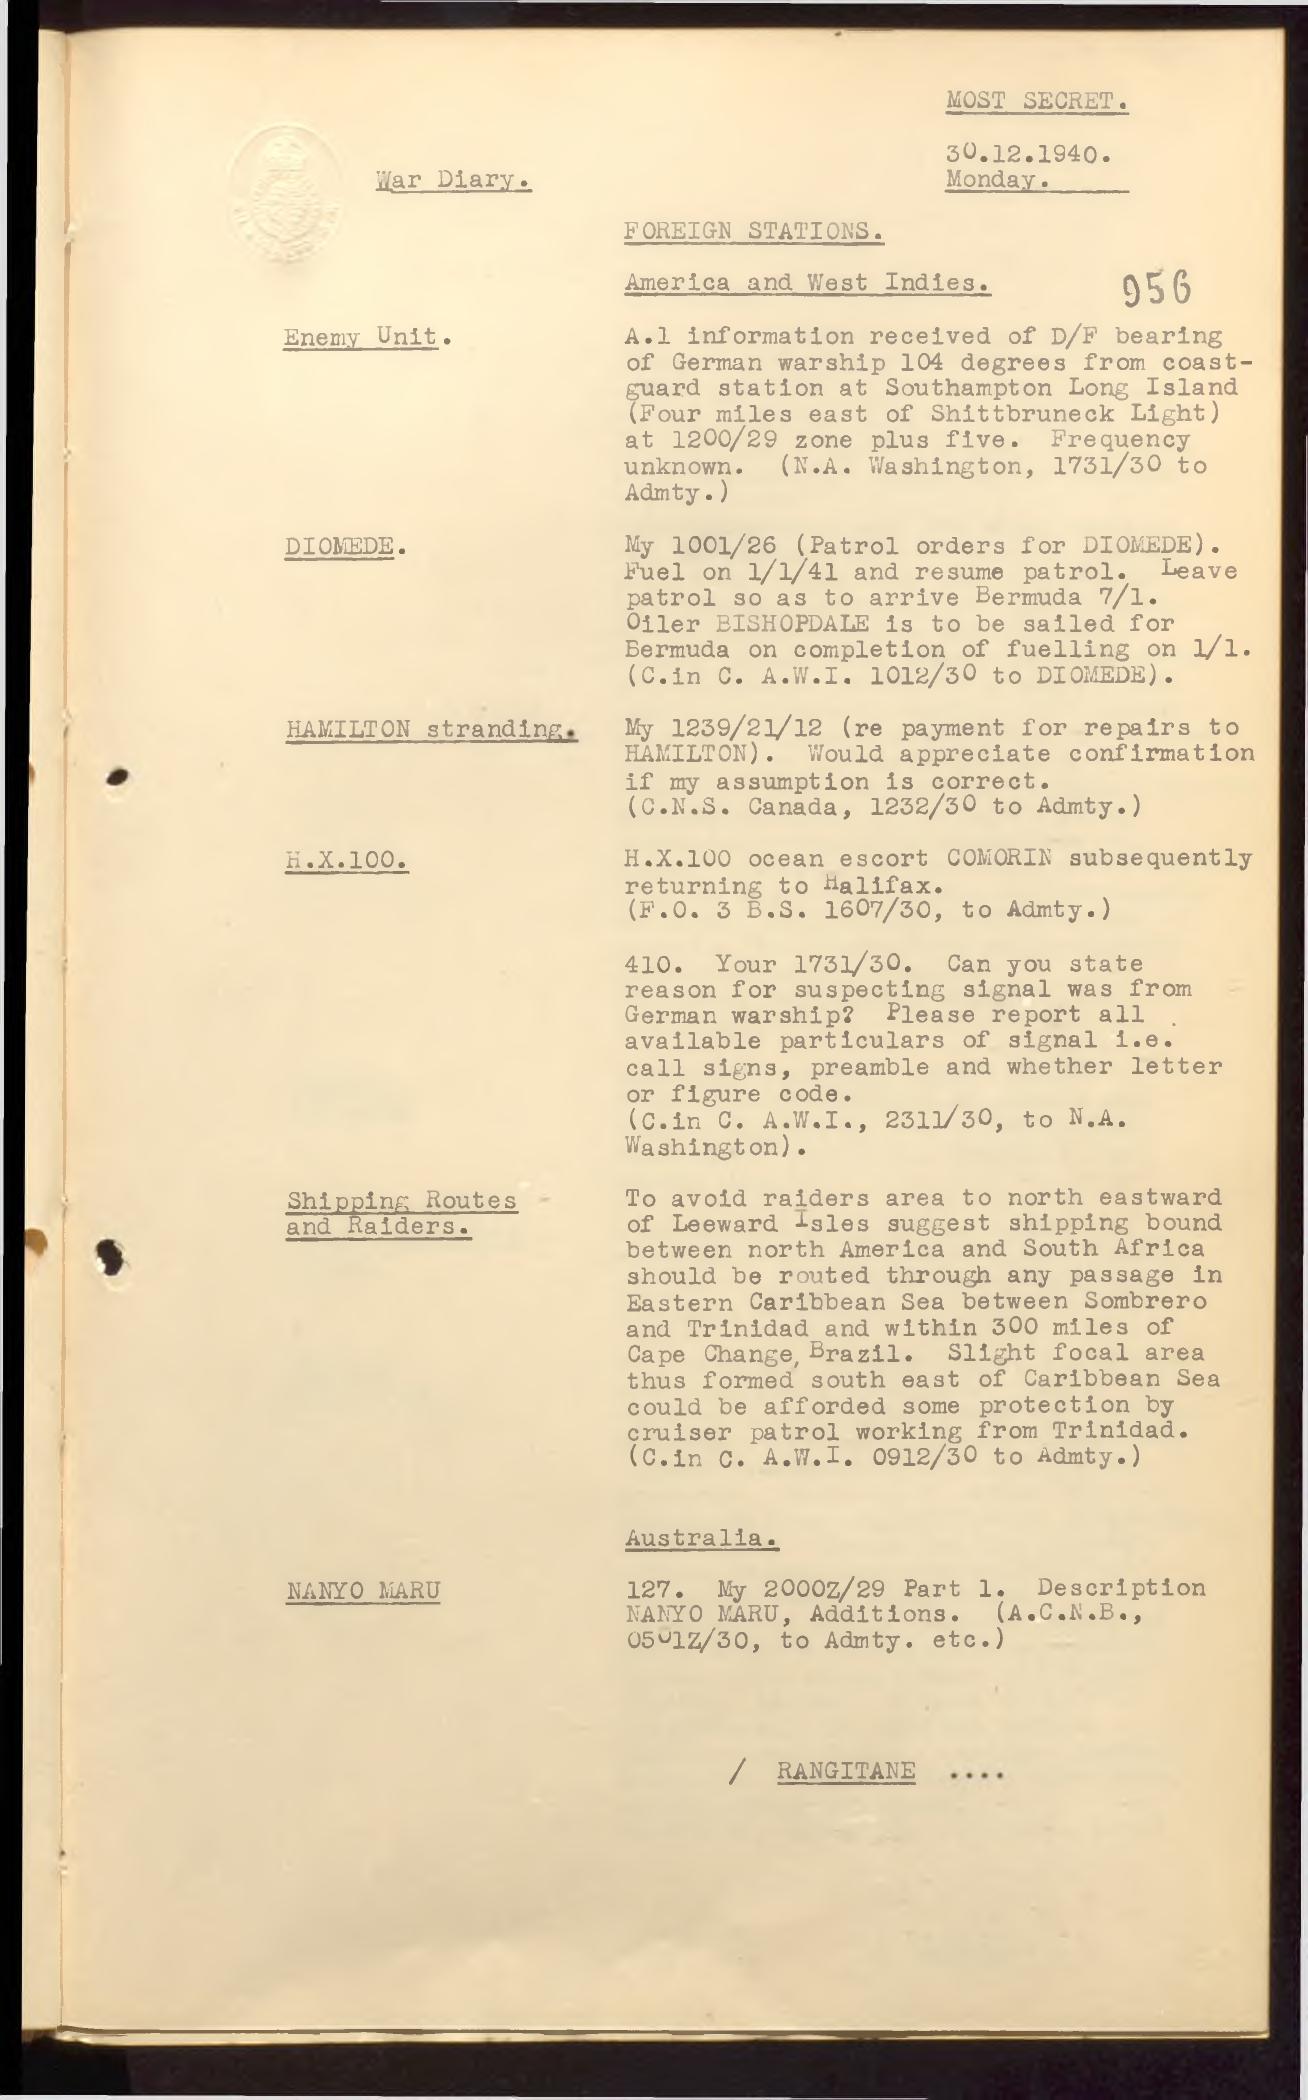 MOST SECRET.
30.12.1940.
War Diary.
Monday.
FOREIGN STATIONS.
America and West Indies.
956
Enemy Unit.
A.1 information received of D/F bearing
of German warship 104 degrees from coast-
guard station at Southampton Long Island
(Four miles east of Shittbruneck Light)
at 1200/29 zone plus five. Frequency
unknown. (N.A. Washington, 1731/30 to
Admty.)
DIOMEDE.
My 1001/26 (Patrol orders for DIOMEDE).
Fuel on 1/1/41 and resume patrol. Leave
patrol so as to arrive Bermuda 7/1.
Oiler BISHOPDALE is to be sailed for
Bermuda on completion of fuelling on 1/1.
(C.in C. A.W.I. 1012/30 to DIOMEDE).
HAMILTON stranding.
My 1239/21/12 (re payment for repairs to
HAMILTON). Would appreciate confirmation
if my assumption is correct.
(C.N.S. Canada, 1232/30 to Admty.)
H.X.100.
H.X.100 ocean escort COMORIN subsequently
returning to Halifax.
(F.O. 3 B.S. 1607/30, to Admty.)
410. Your 1731/30. Can you state
reason for suspecting signal was from
German warship? Please report all
available particulars of signal i.e.
call signs, preamble and whether letter
or figure code.
(C.in C. A.W.I., 2311/30, to N.A.
Washington).
Shipping Routes
and Raiders.
To avoid raiders area to north eastward
of Leeward Isles suggest shipping bound
between north America and South Africa
should be routed through any passage in
Eastern Caribbean Sea between Sombrero
and Trinidad and within 300 miles of
Cape Change, Brazil. Slight focal area
thus formed south east of Caribbean Sea
could be afforded some protection by
cruiser patrol working from Trinidad.
(C.in C. A.W.I. 0912/30 to Admty.)
Australia.
NANYO MARU
127. My 2000Z/29 Part 1. Description
NANYO MARU, Additions. (A.C.N.B.,
0501Z/30, to Admty. etc.)
/ RANGITANE ....